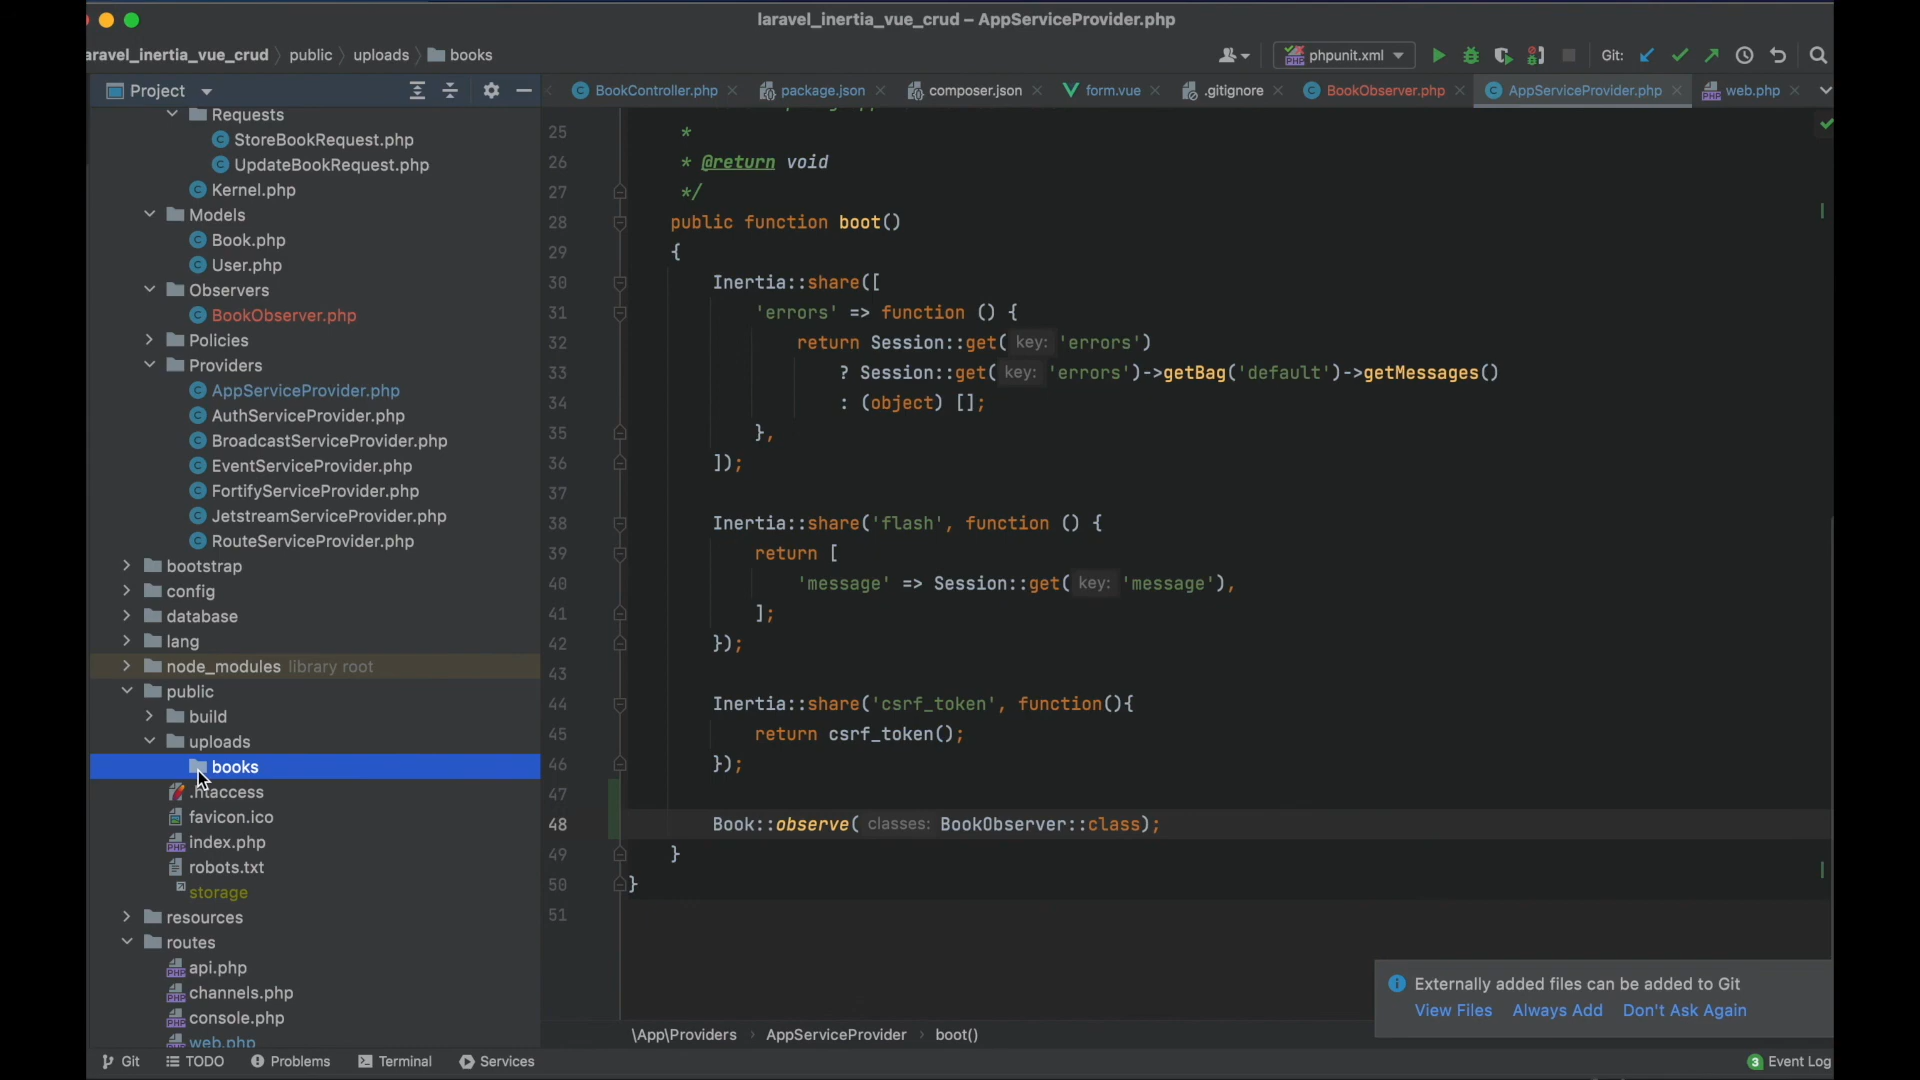 laravel_inertia_vue_crud – AppServiceProvider.php
aravel_inertia_vue_crud
public
uploads
books
phpunit.xml
Git:
Project
BookController.php
package.json
composer.json
form.vue
.gitignore
BookObserver.php
AppServiceProvider.php
web.php
Requests
StoreBookRequest.php
UpdateBookRequest.php
Kernel.php
Models
Book.php
User.php
Observers
BookObserver.php
Policies
Providers
AppServiceProvider.php
AuthServiceProvider.php
BroadcastServiceProvider.php
EventServiceProvider.php
FortifyServiceProvider.php
JetstreamServiceProvider.php
RouteServiceProvider.php
bootstrap
config
database
lang
node_modules library root
public
build
uploads
books
.htaccess
favicon.ico
index.php
robots.txt
storage
resources
routes
api.php
channels.php
console.php
web.php
25 *
26 * @return void
27 */
28 public function boot()
29 {
30 Inertia::share([
31 'errors' => function () {
32 return Session::get( key: 'errors')
33 ? Session::get( key: 'errors')->getBag('default')->getMessages()
34 : (object) [];
35 },
36 ]);
37
38 Inertia::share('flash', function () {
39 return [
40 'message' => Session::get( key: 'message'),
41 ];
42 });
43
44 Inertia::share('csrf_token', function(){
45 return csrf_token();
46 });
47
48 Book::observe( classes: BookObserver::class);
49 }
50 }
51
Externally added files can be added to Git
View Files Always Add Don't Ask Again
\App\Providers
AppServiceProvider
boot()
Git
TODO
Problems
Terminal
Services
3 Event Log